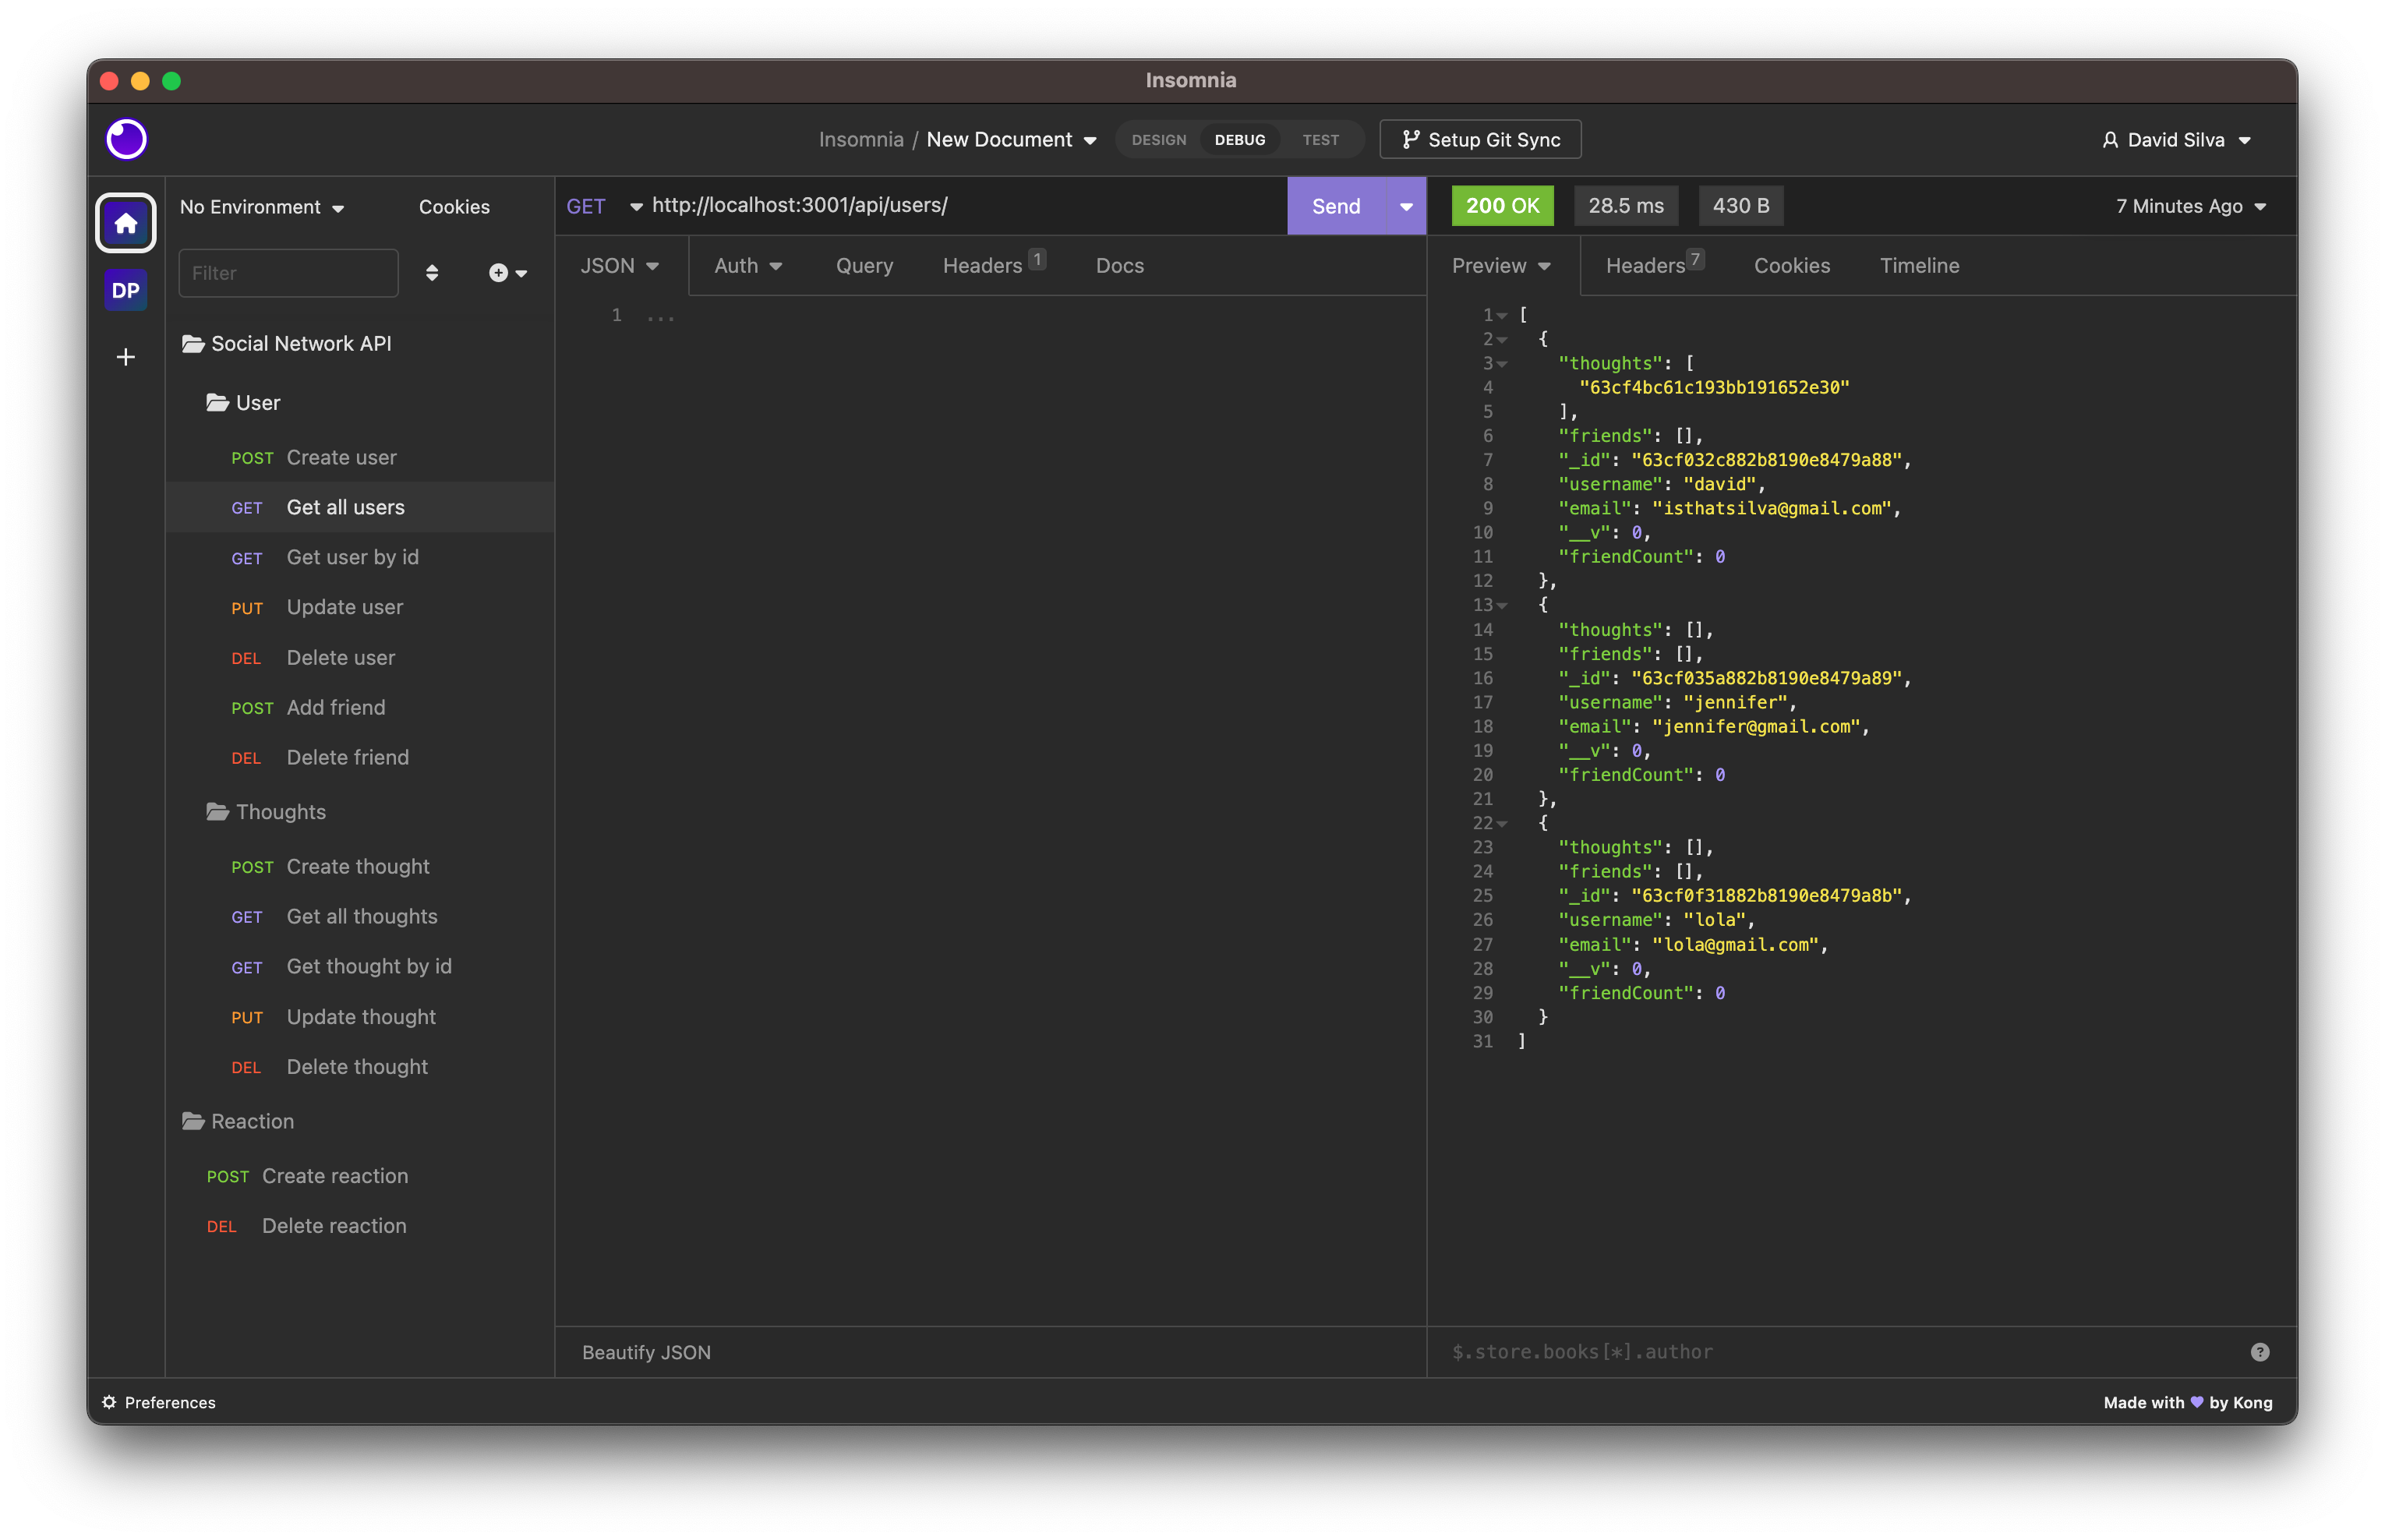 Insomnia
Insomnia / New Document
DESIGN DEBUG TEST
Setup Git Sync
David Silva
No Environment Cookies
Filter
DP
Social Network API
User
POST Create user
GET Get all users
GET Get user by id
PUT Update user
DEL Delete user
POST Add friend
DEL Delete friend
Thoughts
POST Create thought
GET Get all thoughts
GET Get thought by id
PUT Update thought
DEL Delete thought
Reaction
POST Create reaction
DEL Delete reaction
GET http://localhost:3001/api/users/ Send
JSON Auth Query Headers 1 Docs
1 ...
Beautify JSON
200 OK 28.5 ms 430 B 7 Minutes Ago
Preview Headers 7 Cookies Timeline
1 [
2 {
3 "thoughts": [
4 "63cf4bc61c193bb191652e30"
5 ],
6 "friends": [],
7 "_id": "63cf032c882b8190e8479a88",
8 "username": "david",
9 "email": "isthatsilva@gmail.com",
10 "__v": 0,
11 "friendCount": 0
12 },
13 {
14 "thoughts": [],
15 "friends": [],
16 "_id": "63cf035a882b8190e8479a89",
17 "username": "jennifer",
18 "email": "jennifer@gmail.com",
19 "__v": 0,
20 "friendCount": 0
21 },
22 {
23 "thoughts": [],
24 "friends": [],
25 "_id": "63cf0f31882b8190e8479a8b",
26 "username": "lola",
27 "email": "lola@gmail.com",
28 "__v": 0,
29 "friendCount": 0
30 }
31 ]
$.store.books[*].author
Preferences
Made with 💜 by Kong